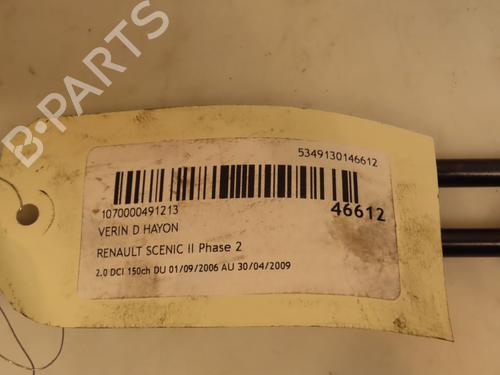 B-PARTS
5349130146612
1070000491213
46612
VERIN D HAYON
RENAULT SCENIC II Phase 2
2.0 DCI 150ch DU 01/09/2006 AU 30/04/2009